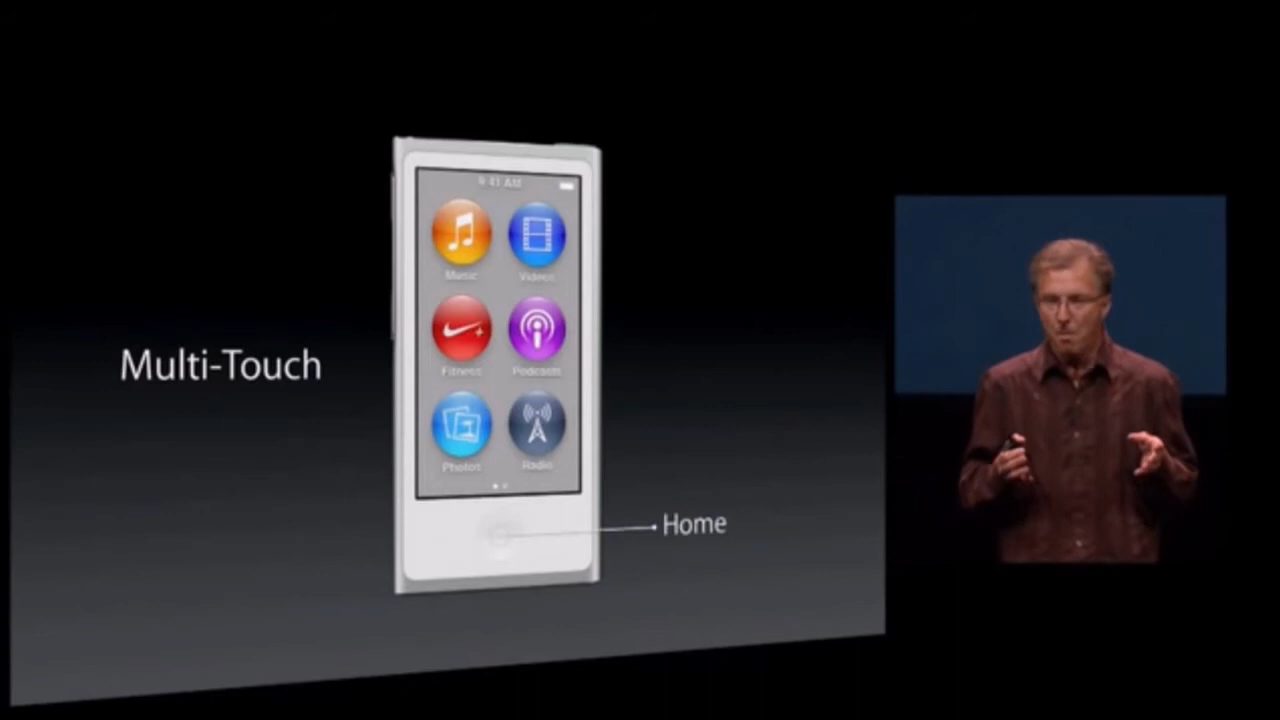 Multi-Touch
9:41 AM
Music
Videos
Fitness
Podcasts
Photos
Radio
Home